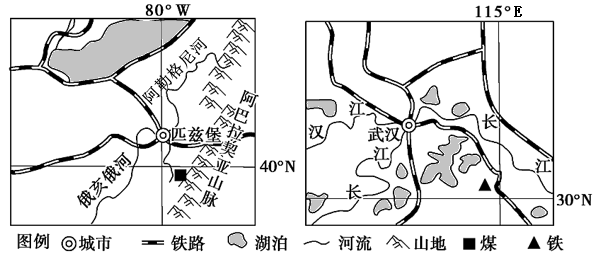 80° W
115°E
阿勒格尼河
阿巴拉契亚山脉
匹兹堡
俄亥俄河
40°N
汉江
武汉
长江
长江
30°N
图例 城市 铁路 湖泊 河流 山地 煤 铁